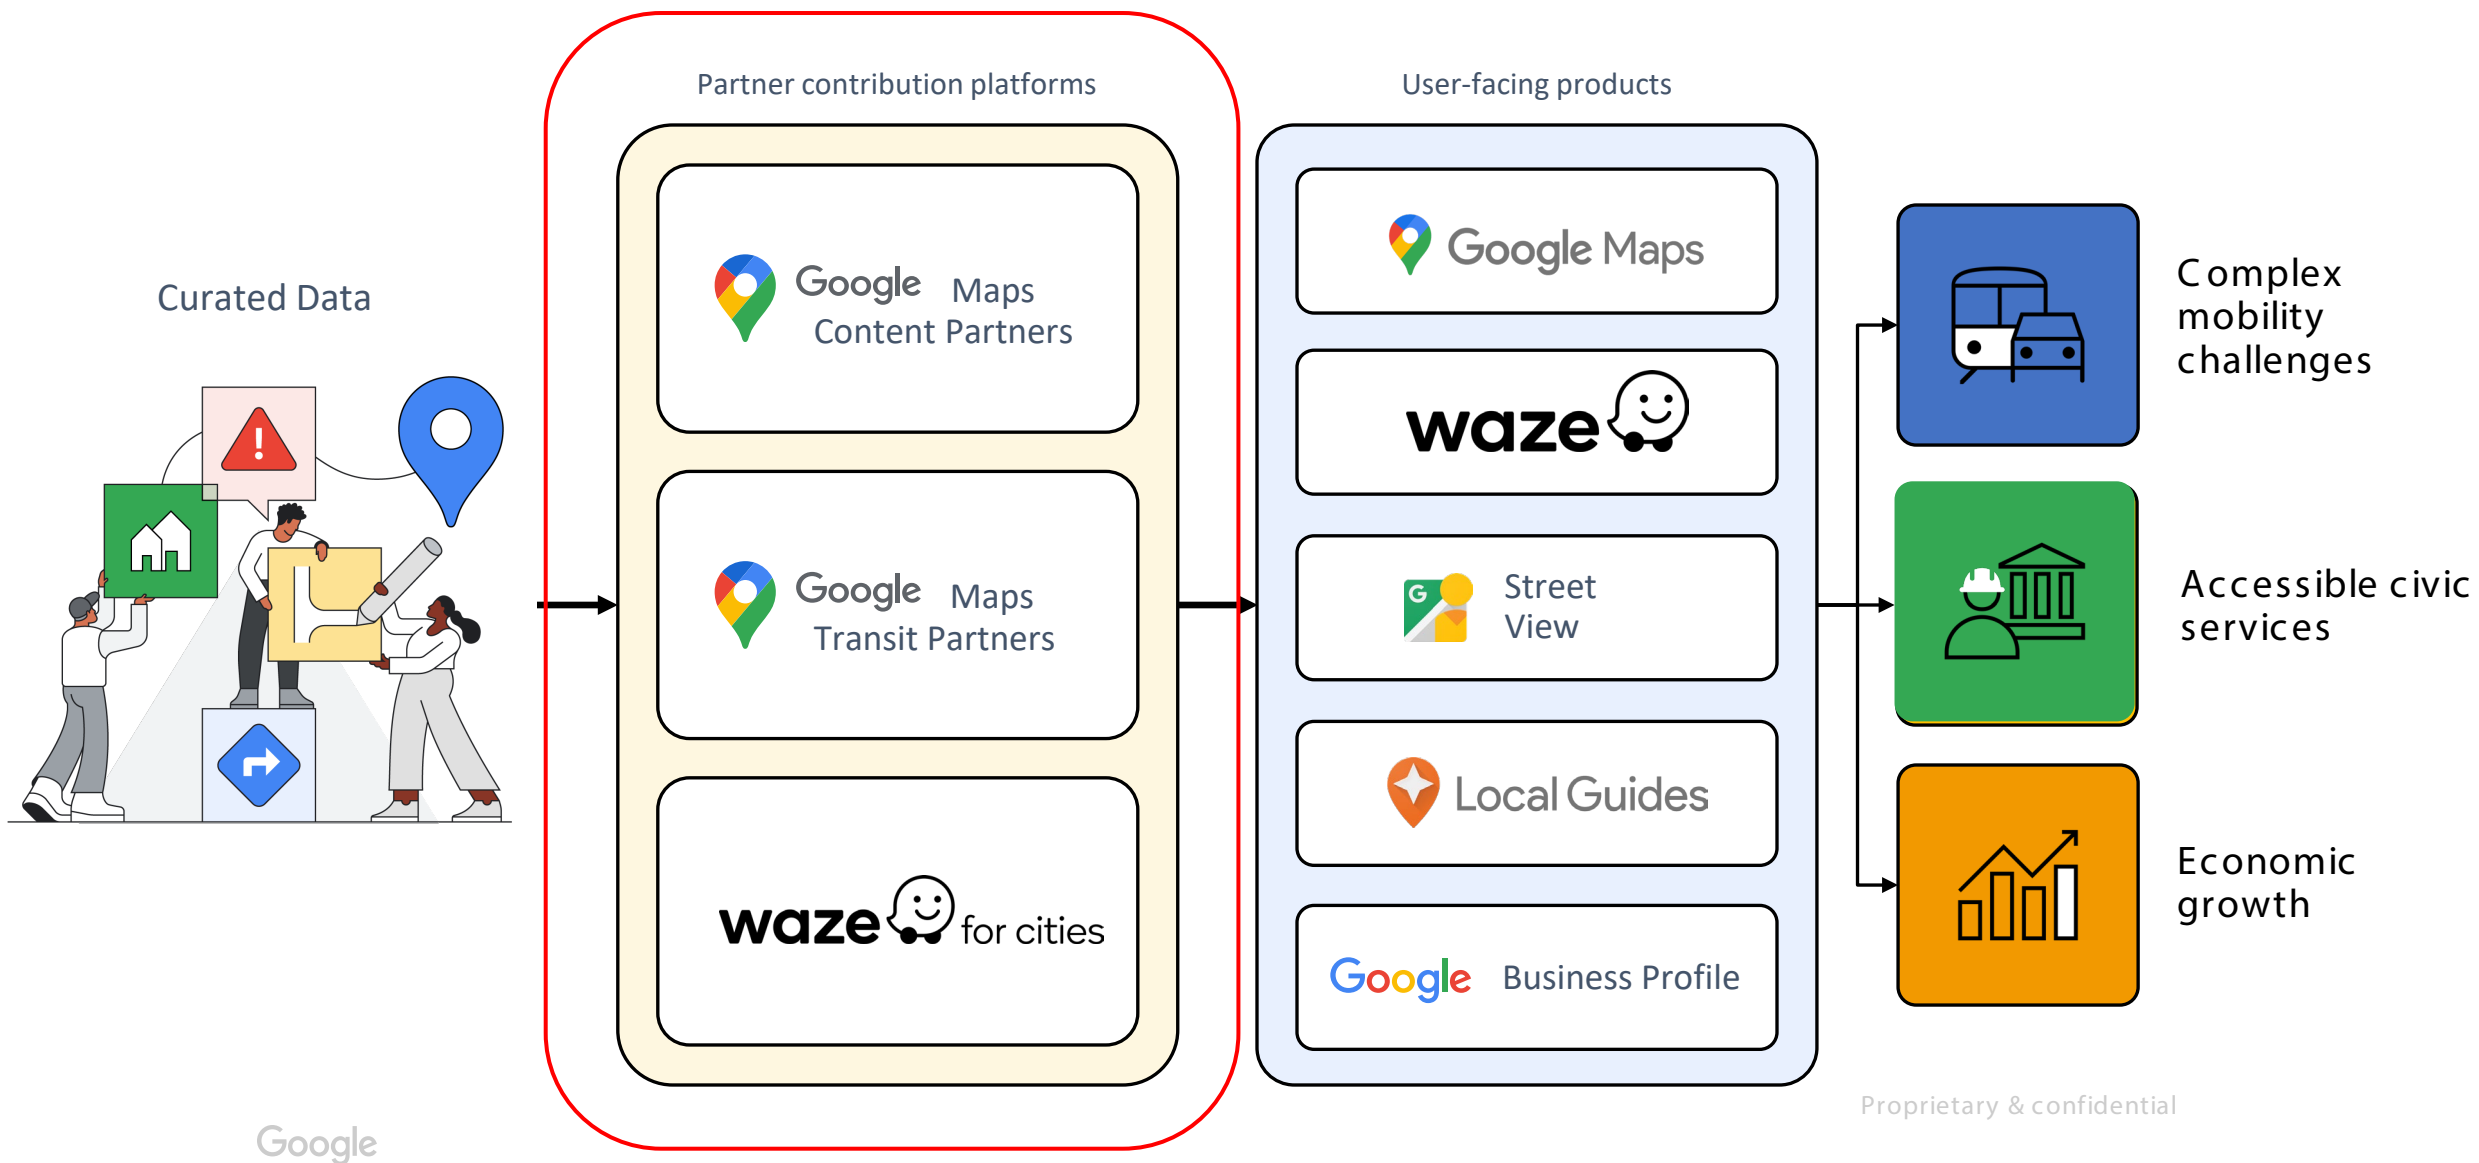 Partner contribution platforms
User-facing products
Curated Data
Google Maps
Content Partners
Google Maps
Transit Partners
waze for cities
Google Maps
waze
Street
View
G
Local Guides
Google Business Profile
Complex
mobility
challenges
Accessible civic
services
Economic
growth
!
Proprietary & confidential
Google